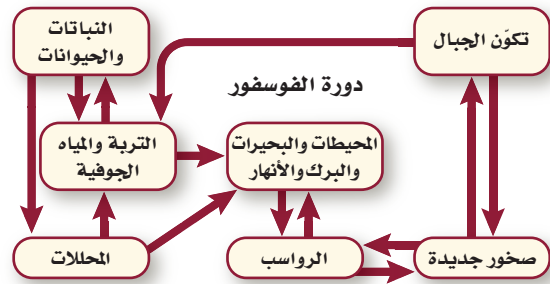 النباتات
والحيوانات
تكوّن الجبال
دورة الفوسفور
التربة والمياه
الجوفية
المحيطات والبحيرات
والبرك والأنهار
المحللات
الرواسب
صخور جديدة